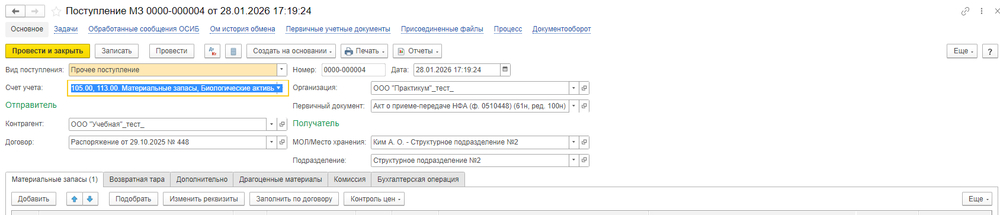 Поступление МЗ 0000-000004 от 28.01.2026 17:19:24
Основное Задачи Обработанные сообщения ОСИБ Ом история обмена Первичные учетные документы Присоединенные файлы Процесс Документооборот
Провести и закрыть Записать Провести Дт Кт Создать на основании Печать Отчеты Еще ?
Вид поступления: Прочее поступление Номер: 0000-000004 Дата: 28.01.2026 17:19:24
Счет учета: 105.00, 113.00. Материальные запасы, Биологические активы Организация: ООО "Практикум"_тест_
Отправитель Первичный документ: Акт о приеме-передаче НФА (ф. 0510448) (61н, ред. 100н)
Контрагент: ООО "Учебная"_тест_ Получатель
Договор: Распоряжение от 29.10.2025 № 448 МОЛ/Место хранения: Ким А. О. - Структурное подразделение №2
Подразделение: Структурное подразделение №2
Материальные запасы (1) Возвратная тара Дополнительно Драгоценные материалы Комиссия Бухгалтерская операция
Добавить Подобрать Изменить реквизиты Заполнить по договору Контроль цен Еще